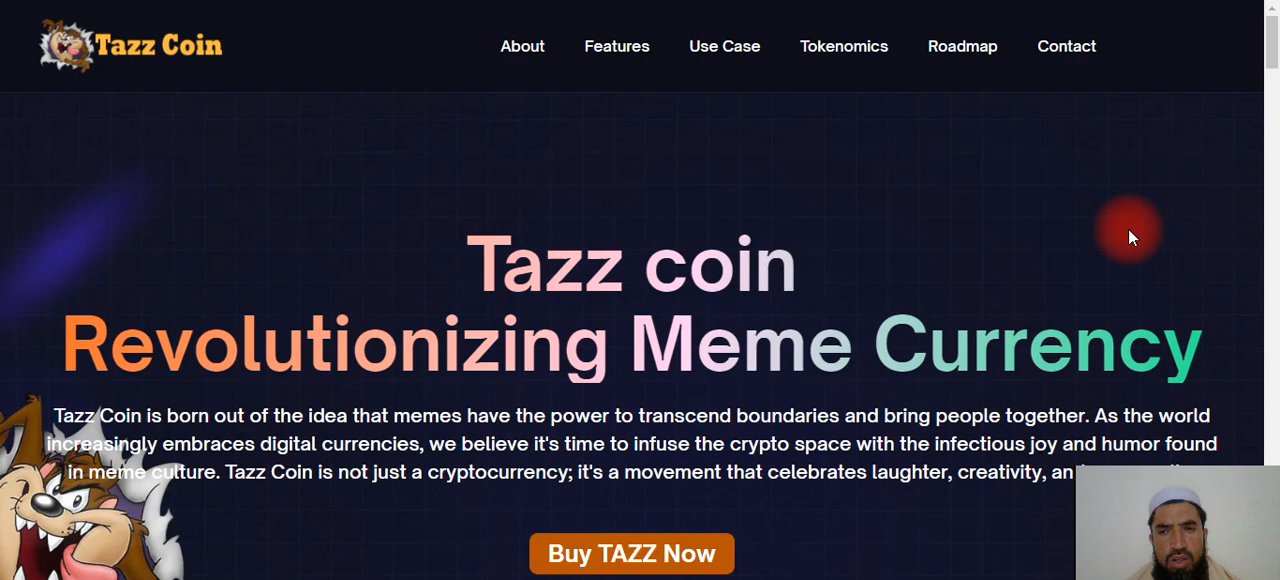 Tazz Coin
About Features Use Case Tokenomics Roadmap Contact
Tazz coin
Revolutionizing Meme Currency
Tazz Coin is born out of the idea that memes have the power to transcend boundaries and bring people together. As the world
increasingly embraces digital currencies, we believe it's time to infuse the crypto space with the infectious joy and humor found
in meme culture. Tazz Coin is not just a cryptocurrency; it's a movement that celebrates laughter, creativity,
Buy TAZZ Now